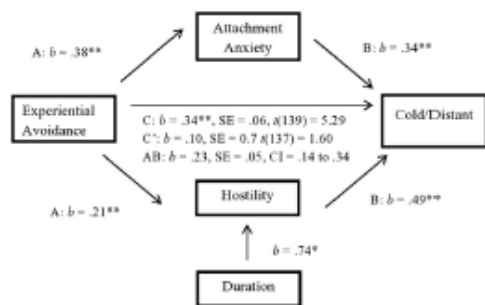 Attachment
Anxiety
A: b = .38**
B: b = .34**
Experiential
Avoidance
Cold/Distant
C: b = .34**, SE = .06, t(139) = 5.29
C': b = .10, SE = 0.7 t(137) = 1.60
AB: b = .23, SE = .05, CI = .14 to .34
Hostility
A: b = .21**
B: b = .49**
b = .74*
Duration